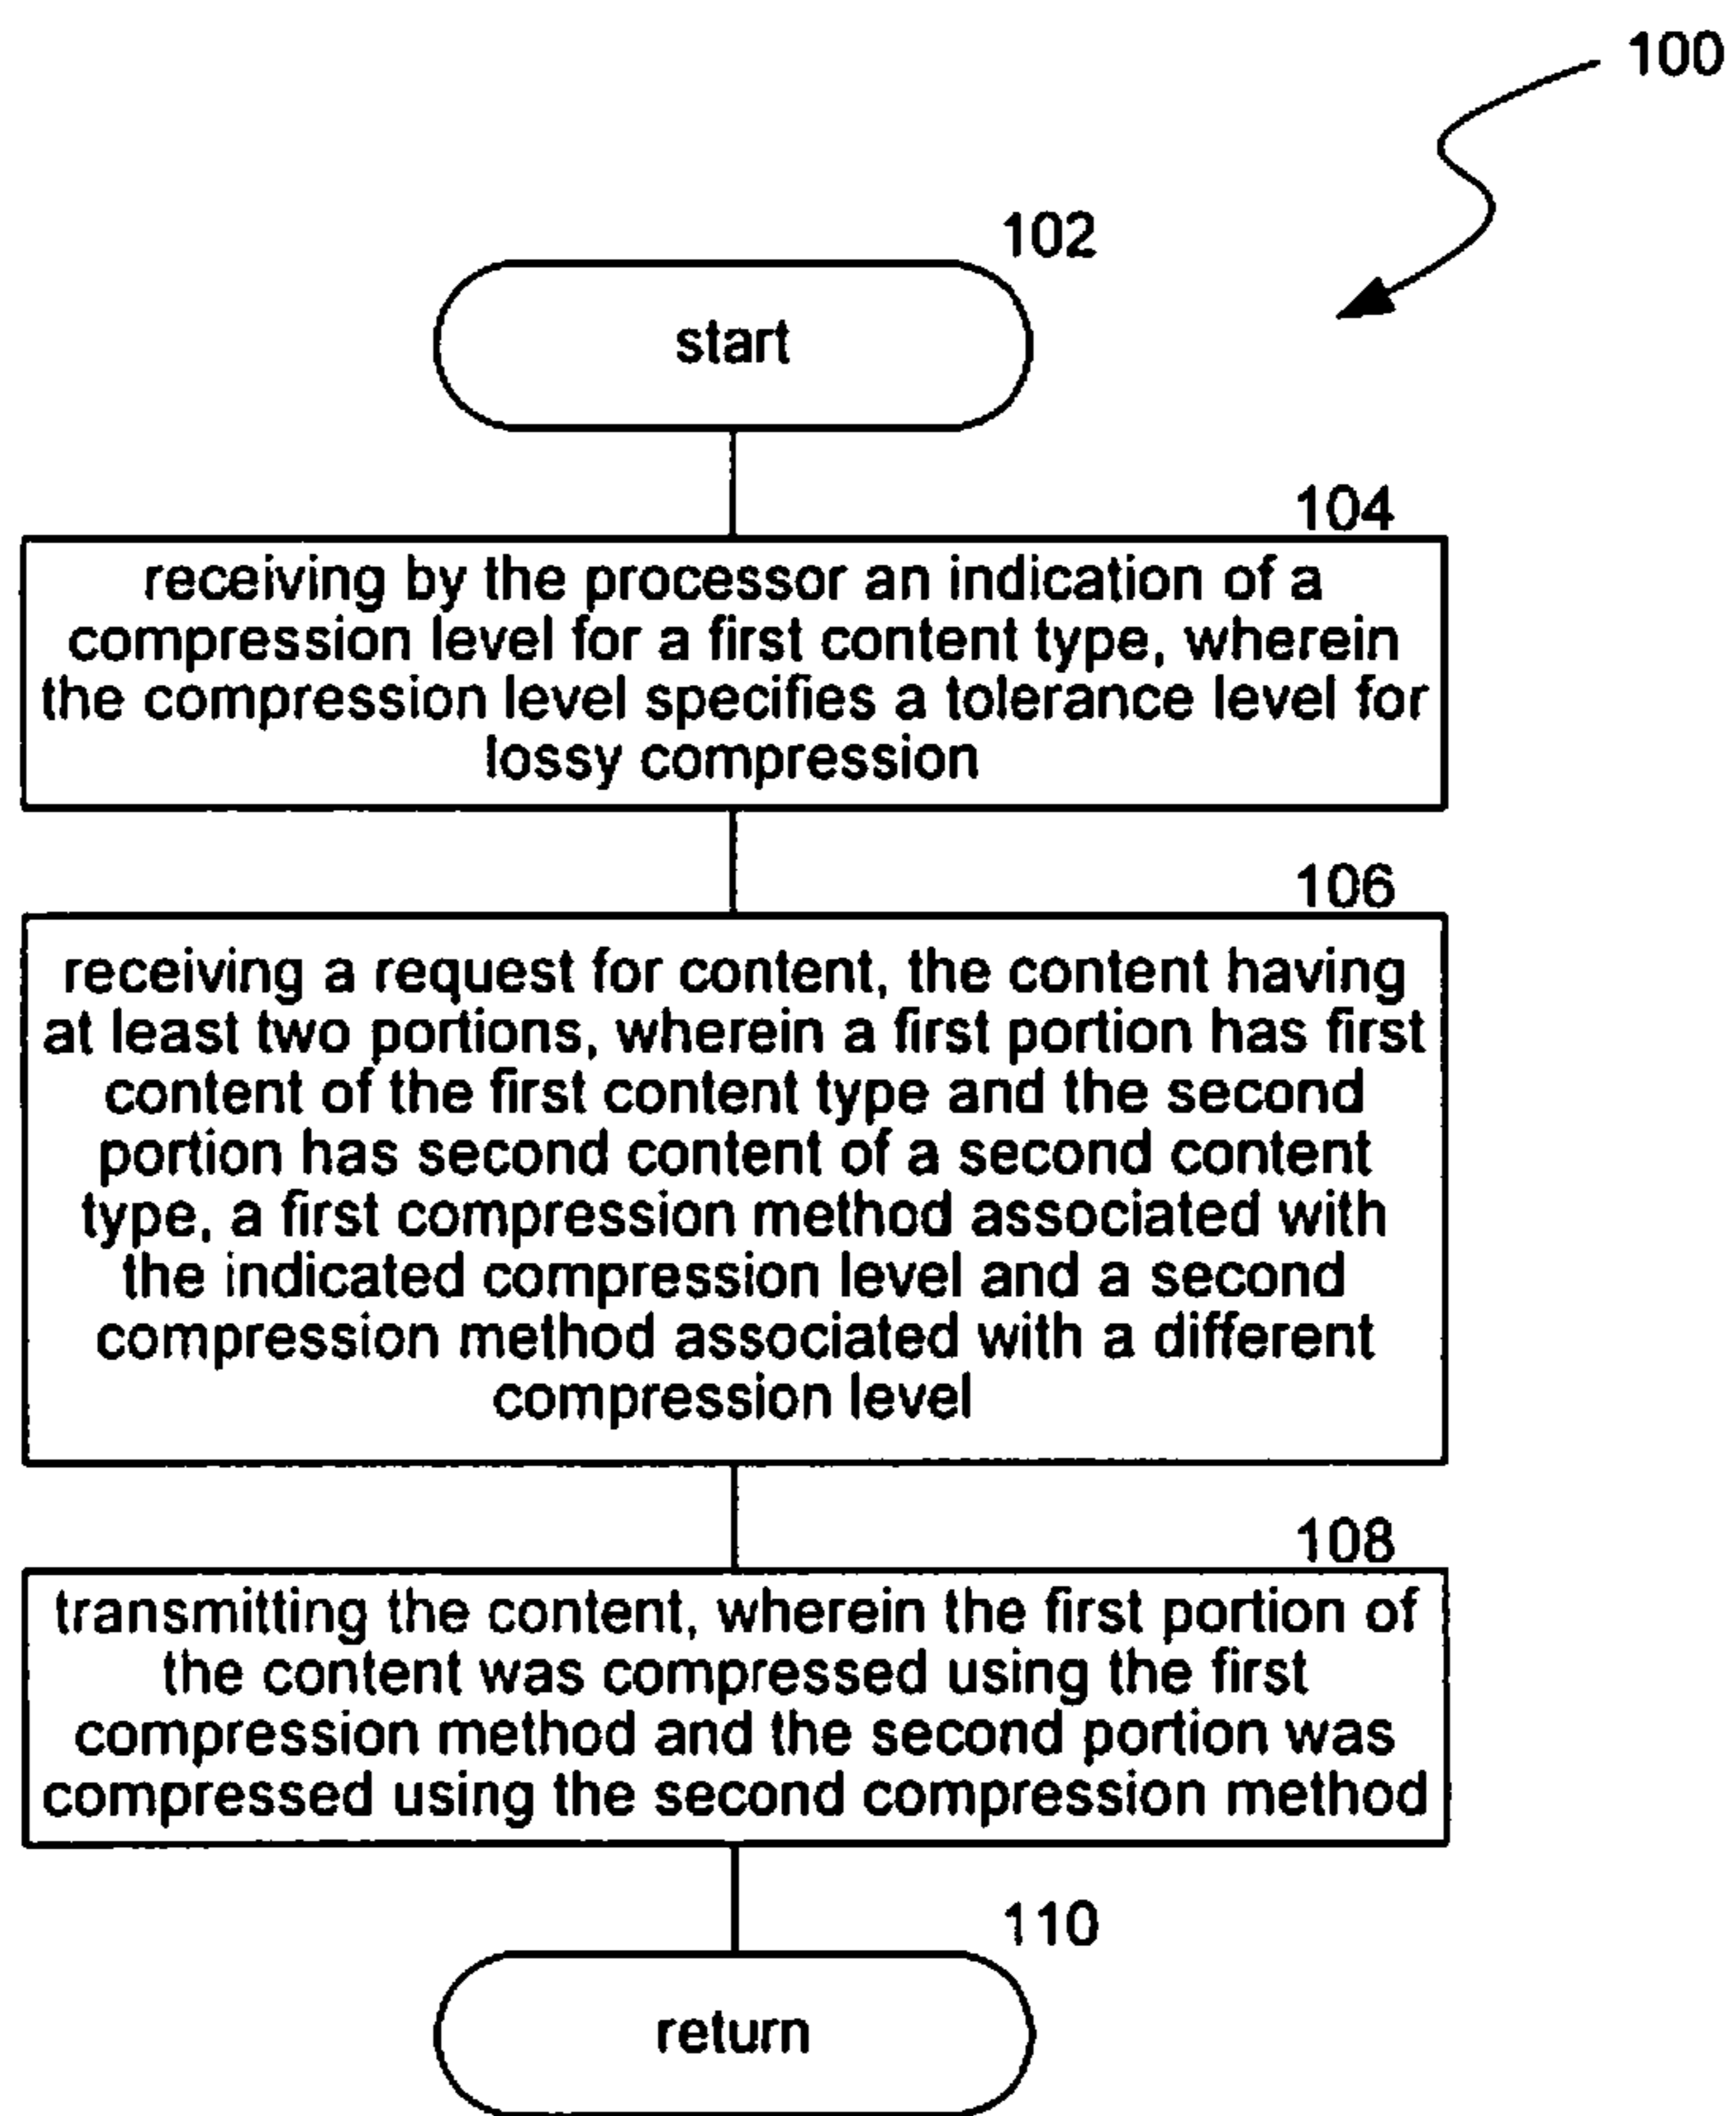 100
102
start
104
receiving by the processor an indication of a
compression level for a first content type, wherein
the compression level specifies a tolerance level for
lossy compression
106
receiving a request for content, the content having
at least two portions, wherein a first portion has first
content of the first content type and the second
portion has second content of a second content
type, a first compression method associated with
the indicated compression level and a second
compression method associated with a different
compression level
108
transmitting the content, wherein the first portion of
the content was compressed using the first
compression method and the second portion was
compressed using the second compression method
110
return